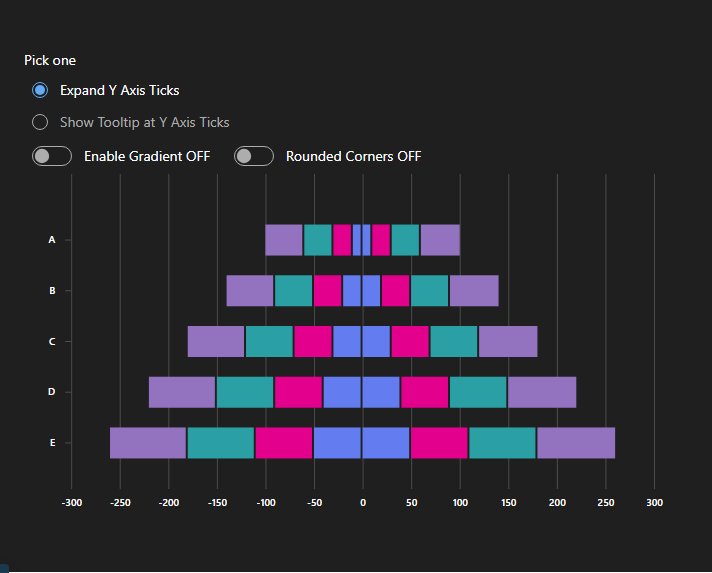 Pick one
Expand Y Axis Ticks
Show Tooltip at Y Axis Ticks
Enable Gradient OFF Rounded Corners OFF
A
B
C
D
E
-300 -250 -200 -150 -100 -50 0 50 100 150 200 250 300